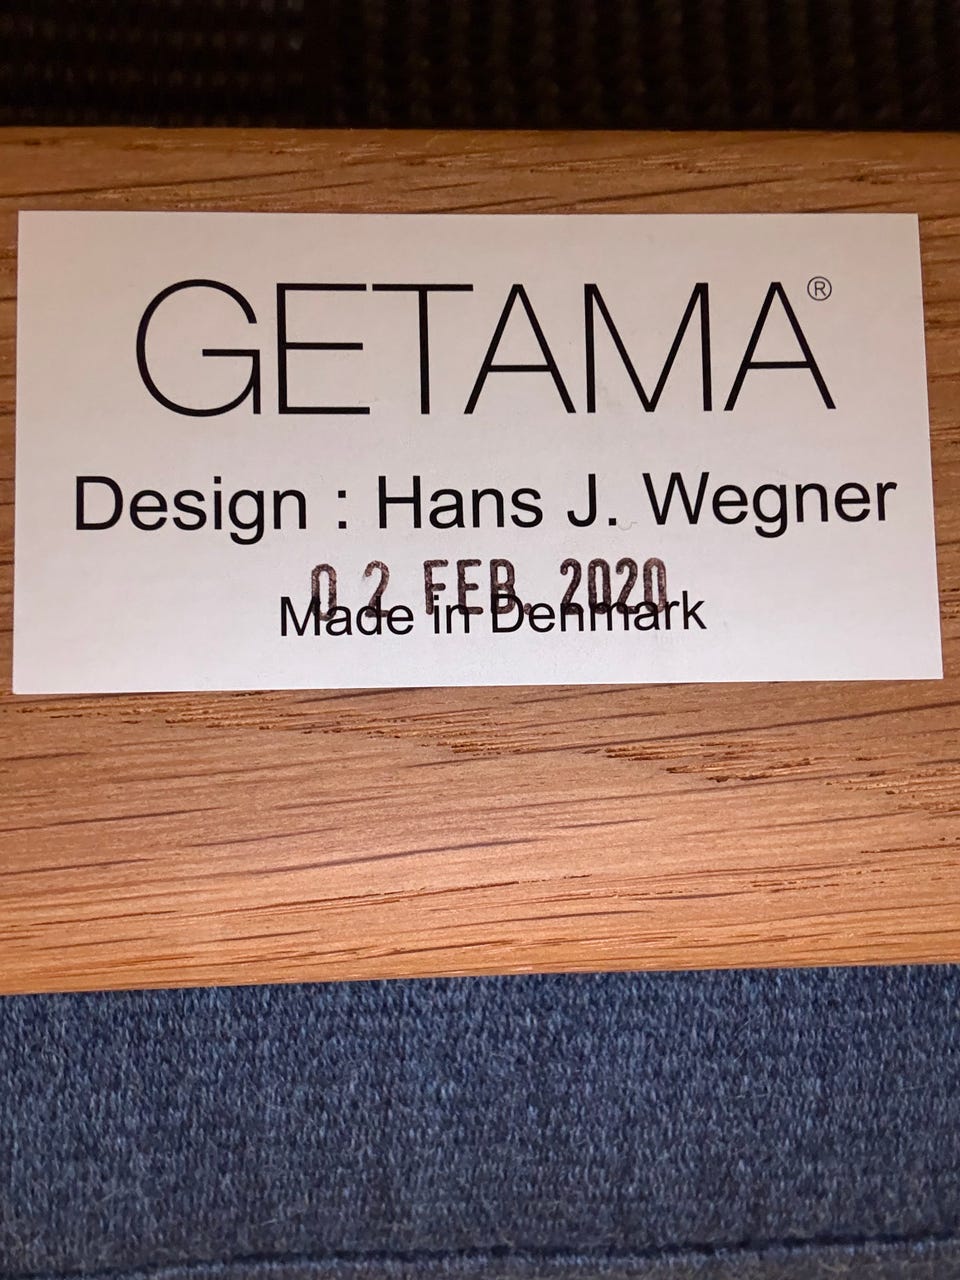 GETAMA®
Design : Hans J. Wegner
02 FEB. 2020
Made in Denmark